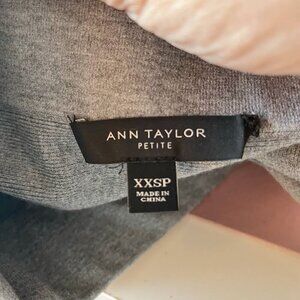 ANN TAYLOR
PETITE
XXSP
MADE IN
CHINA